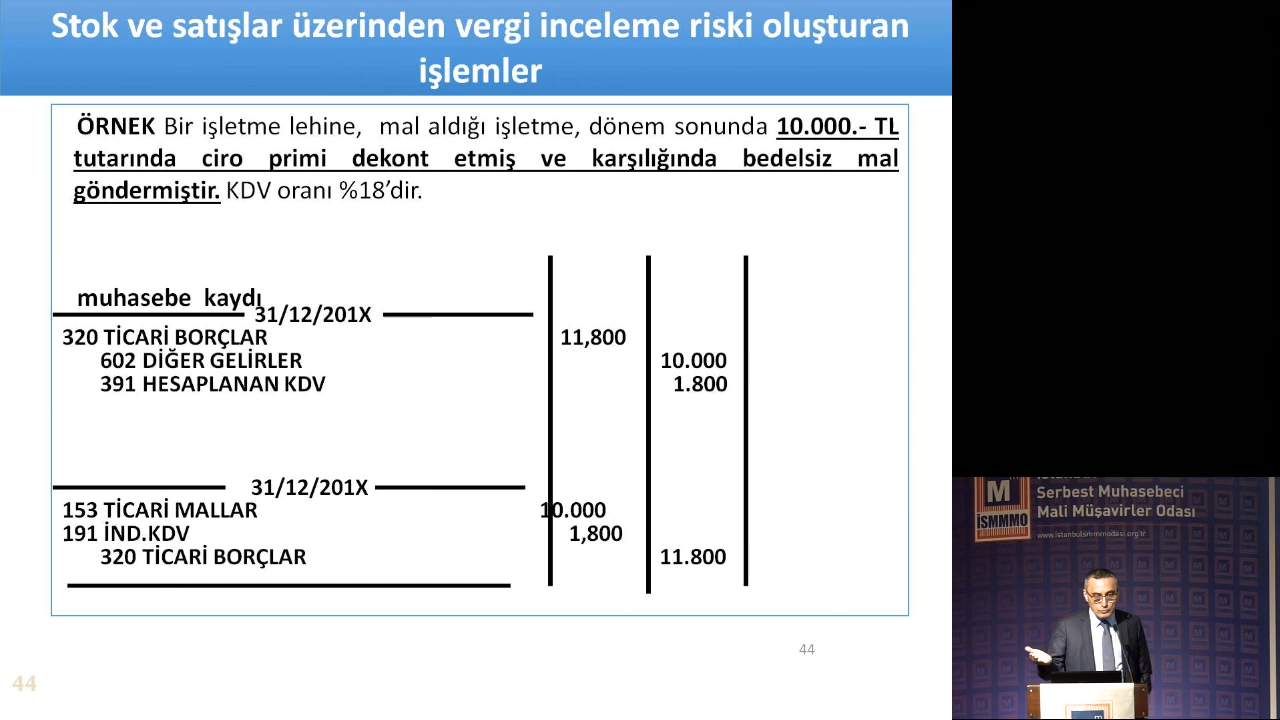 Stok ve satışlar üzerinden vergi inceleme riski oluşturan
işlemler
ÖRNEK Bir işletme lehine, mal aldığı işletme, dönem sonunda 10.000.- TL
tutarında ciro primi dekont etmiş ve karşılığında bedelsiz mal
göndermiştir. KDV oranı %18'dir.
muhasebe kaydı
31/12/201X
320 TİCARİ BORÇLAR 11,800
602 DİĞER GELİRLER 10.000
391 HESAPLANAN KDV 1.800
31/12/201X
153 TİCARİ MALLAR 10.000
191 İND.KDV 1,800
320 TİCARİ BORÇLAR 11.800
44
44
M
İSMMMO
Serbest Muhasebeci
Mali Müşavirler Odası
www.istanbulsmmmodasi.org.tr